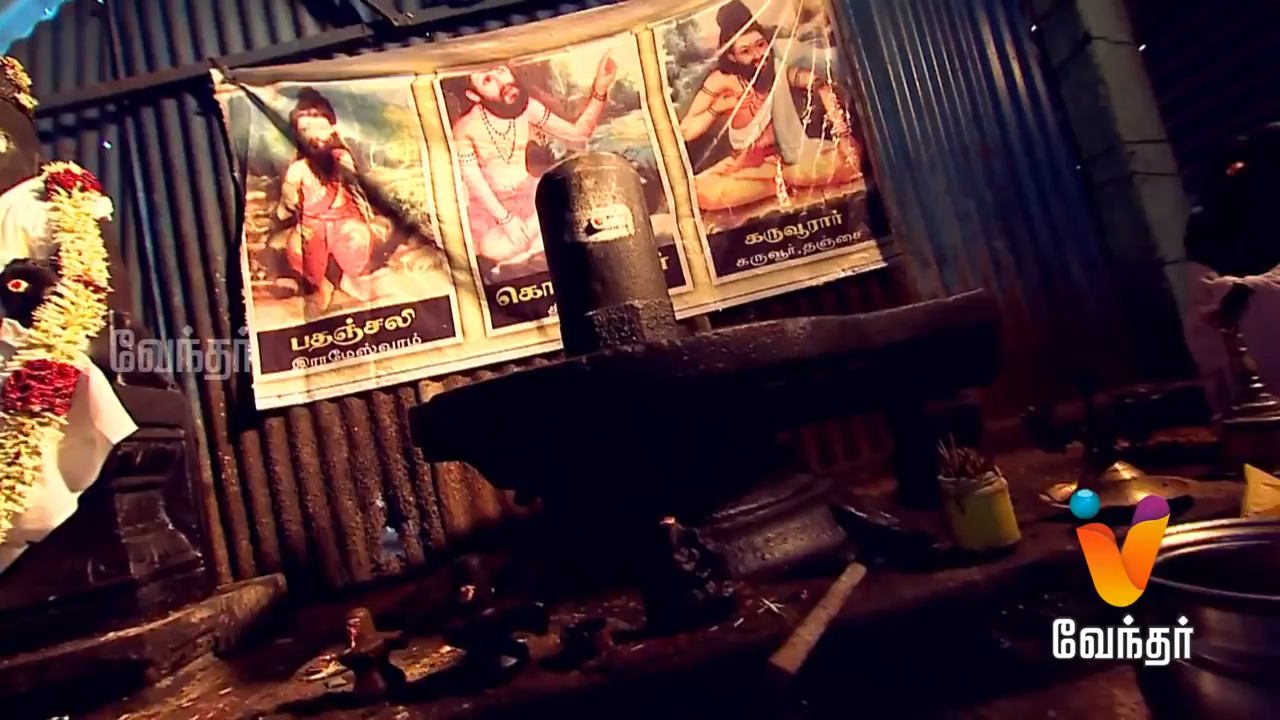 பதஞ்சலி
இராமேஸ்வரம்
கருவூரார்
கருவூர்,தஞ்சை
வேந்தர்
வேந்தர்